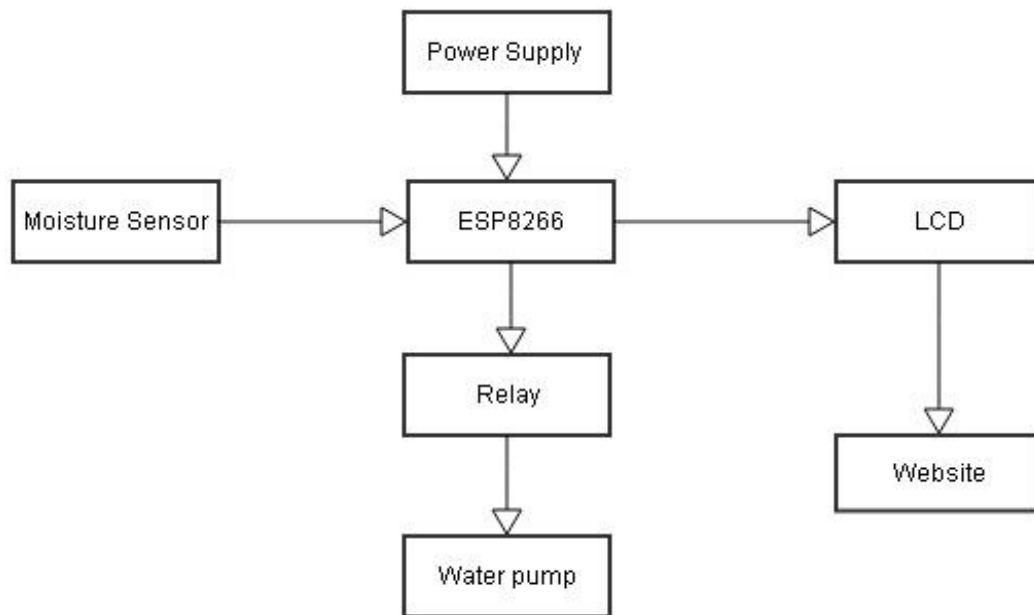 Power Supply
Moisture Sensor
ESP8266
LCD
Relay
Website
Water pump